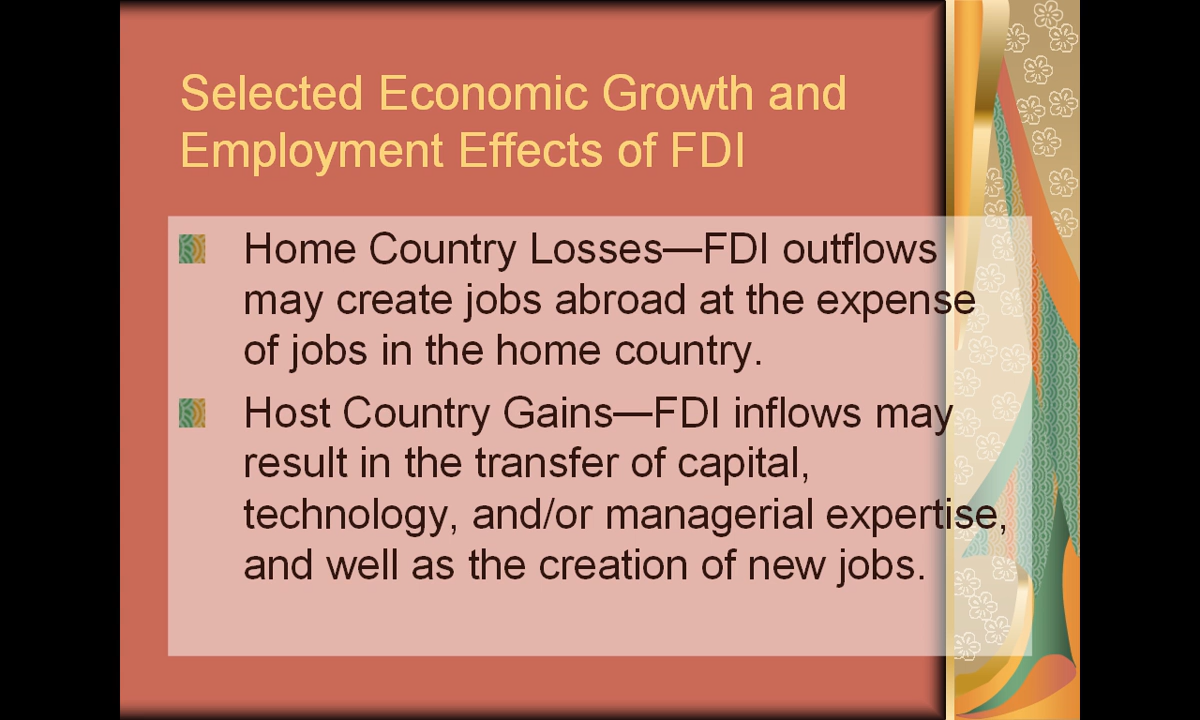 Selected Economic Growth and
Employment Effects of FDI
Home Country Losses—FDI outflows
may create jobs abroad at the expense
of jobs in the home country.
Host Country Gains—FDI inflows may
result in the transfer of capital,
technology, and/or managerial expertise,
and well as the creation of new jobs.